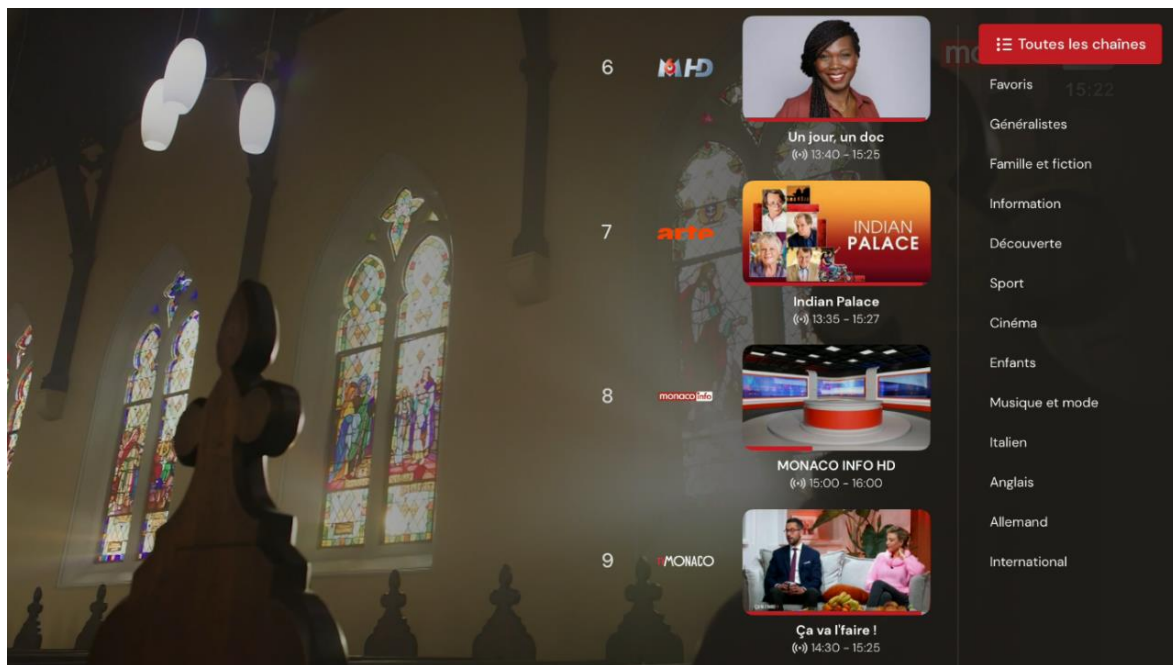 6
M6 HD
Un jour, un doc
13:40 - 15:25
7
arte
INDIAN
PALACE
Indian Palace
13:35 - 15:27
8
monaco info
MONACO INFO HD
15:00 - 16:00
9
TVMONACO
Ça va l'faire !
14:30 - 15:25
mo
15:22
Toutes les chaînes
Favoris
Généralistes
Famille et fiction
Information
Découverte
Sport
Cinéma
Enfants
Musique et mode
Italien
Anglais
Allemand
International